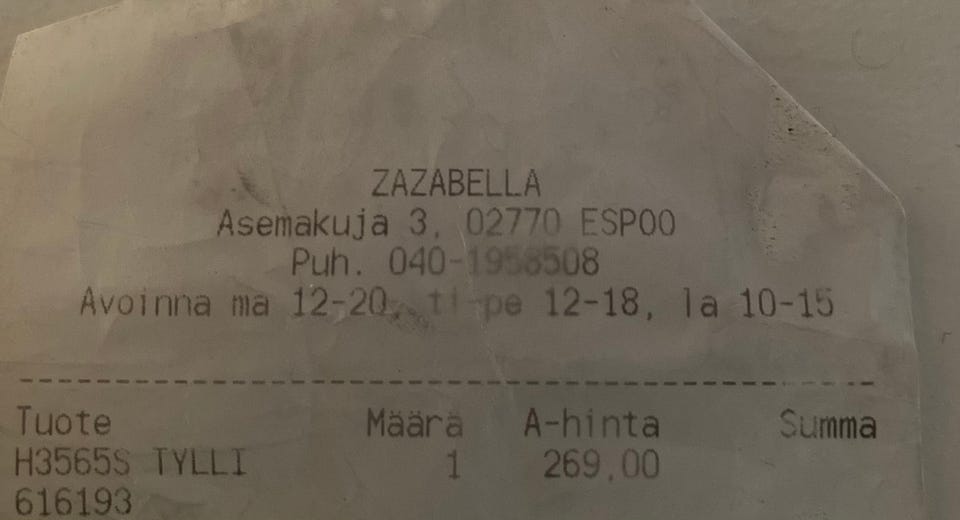 ZAZABELLA
Asemakuja 3, 02770 ESPOO
Puh. 040-1958508
Avoinna ma 12-20, ti-pe 12-18, la 10-15
Tuote Määrä A-hinta Summa
H3565S TYLLI 1 269,00
616193